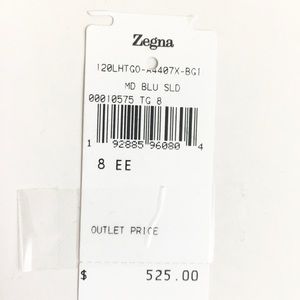 Zegna
120LHTGO-A4407X-BG1
MD BLU SLD
00010575 TG 8
1 92885 96080 4
8 EE
OUTLET PRICE
$ 525.00